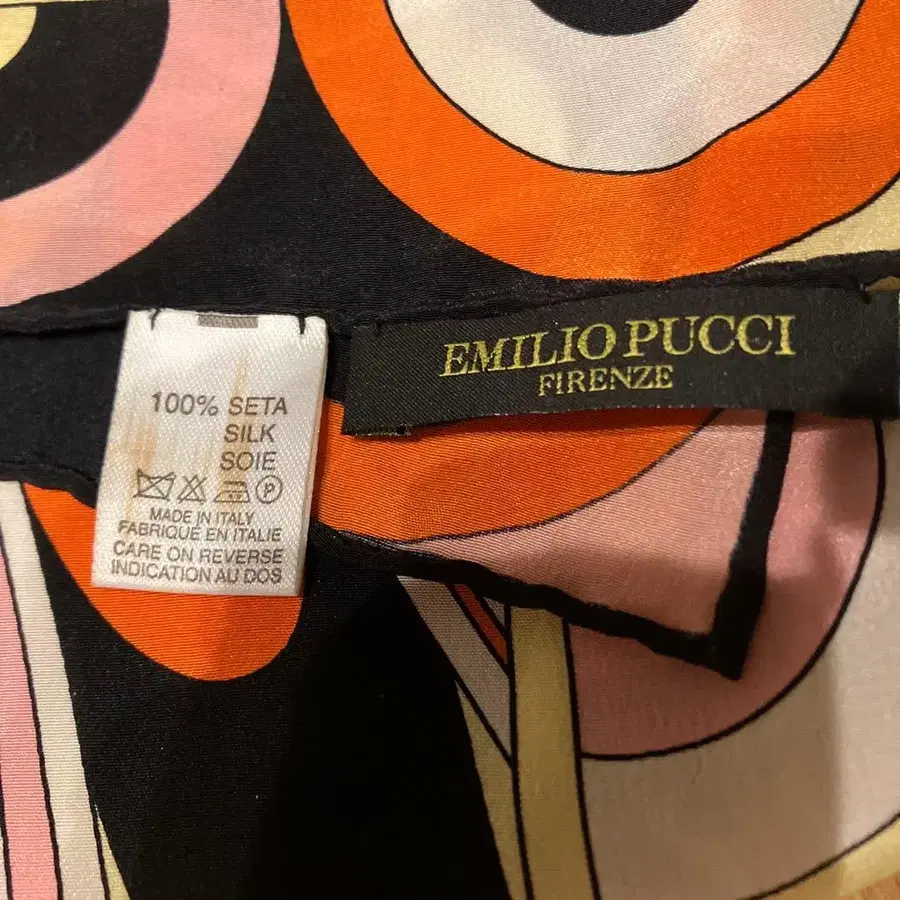 EMILIO PUCCI
FIRENZE
100% SETA
SILK
SOIE
P
MADE IN ITALY
FABRIQUE EN ITALIE
CARE ON REVERSE
INDICATION AU DOS